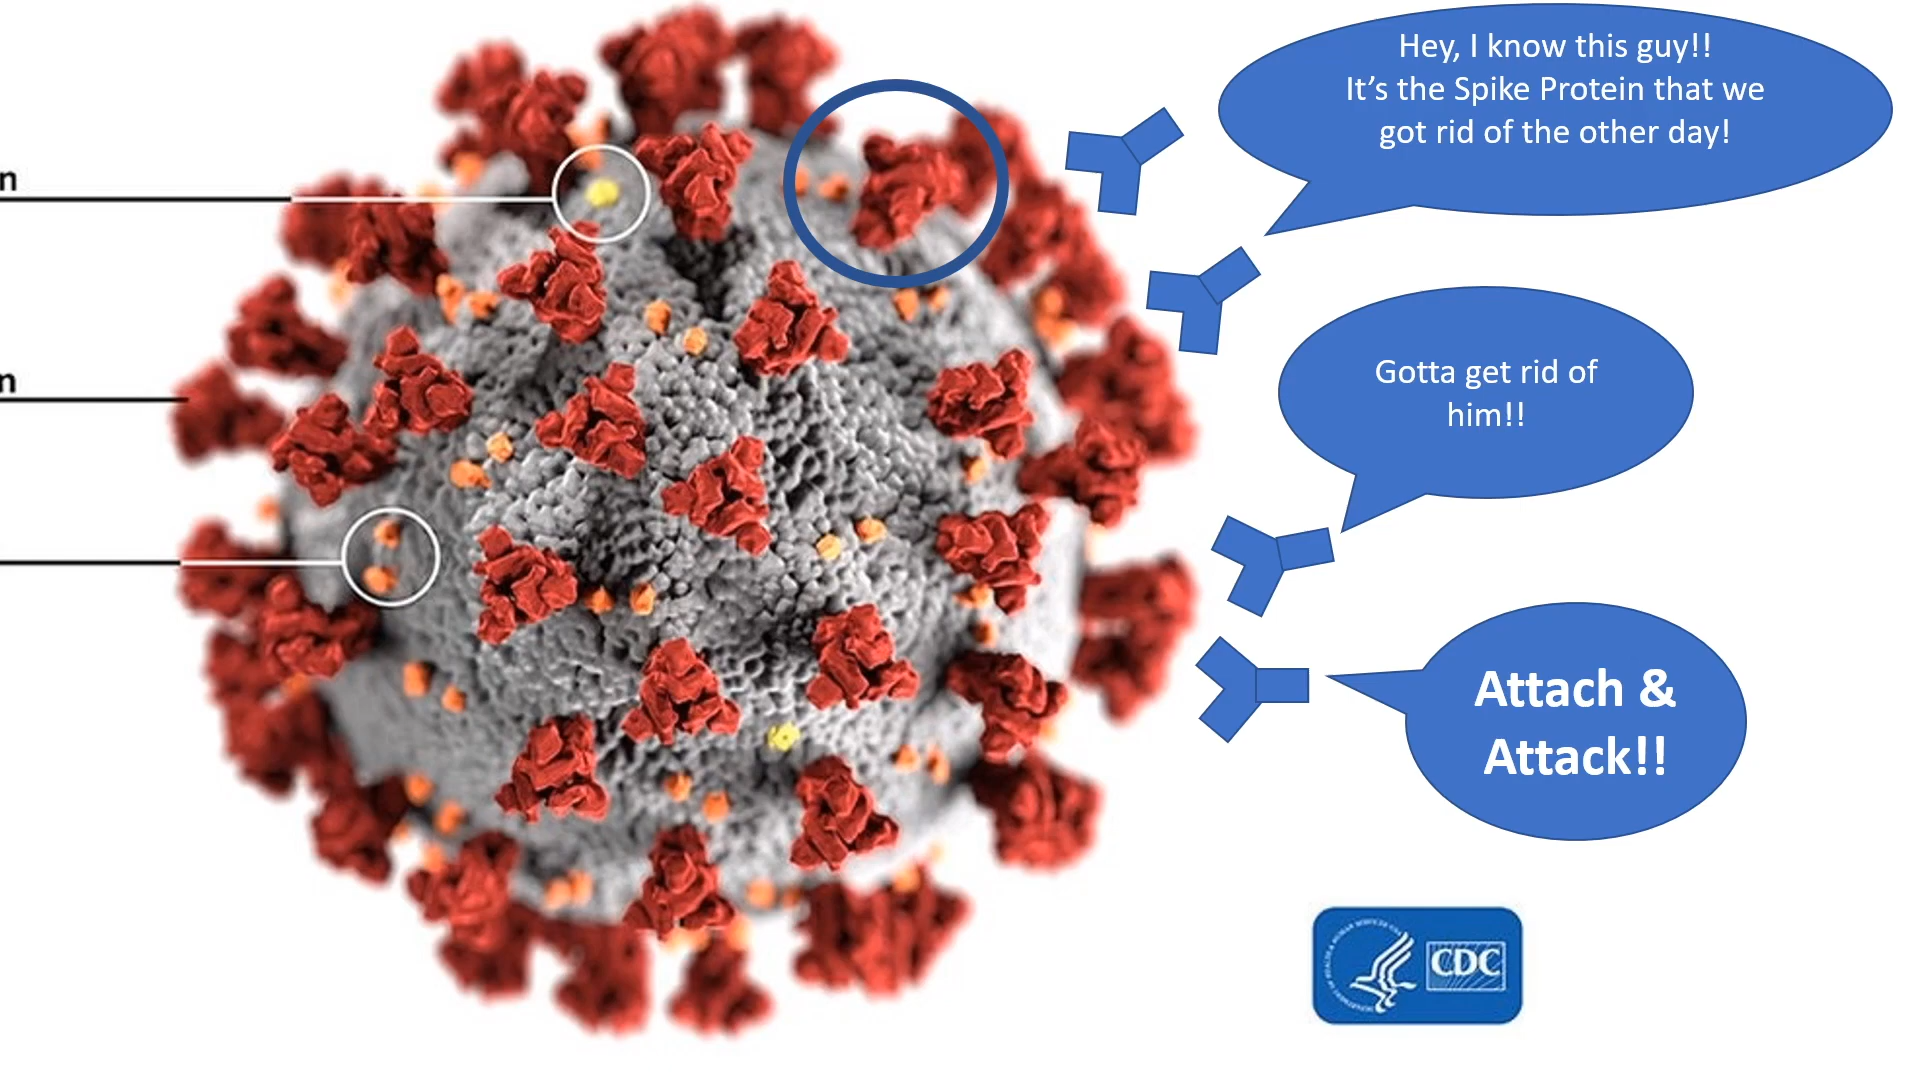 Hey, I know this guy!!
It's the Spike Protein that we
got rid of the other day!
n
Gotta get rid of
him!!
n
Attach &
Attack!!
CDC